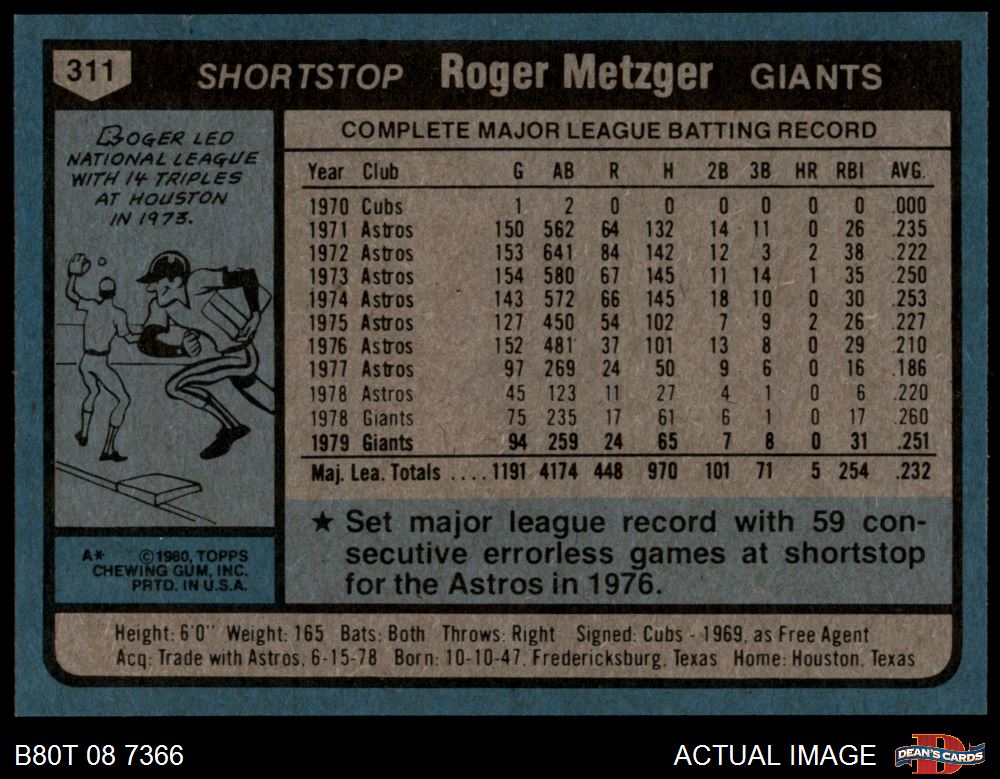 311 SHORTSTOP Roger Metzger GIANTS
ROGER LED
NATIONAL LEAGUE
WITH 14 TRIPLES
AT HOUSTON
IN 1973.
COMPLETE MAJOR LEAGUE BATTING RECORD
Year Club G AB R H 2B 3B HR RBI AVG.
1970 Cubs 1 2 0 0 0 0 0 0 .000
1971 Astros 150 562 64 132 14 11 0 26 .235
1972 Astros 153 641 84 142 12 3 2 38 .222
1973 Astros 154 580 67 145 11 14 1 35 .250
1974 Astros 143 572 66 145 18 10 0 30 .253
1975 Astros 127 450 54 102 7 9 2 26 .227
1976 Astros 152 481 37 101 13 8 0 29 .210
1977 Astros 97 269 24 50 9 6 0 16 .186
1978 Astros 45 123 11 27 4 1 0 6 .220
1978 Giants 75 235 17 61 6 1 0 17 .260
1979 Giants 94 259 24 65 7 8 0 31 .251
Maj. Lea. Totals .... 1191 4174 448 970 101 71 5 254 .232
★ Set major league record with 59 con-
secutive errorless games at shortstop
for the Astros in 1976.
A* ©1980, TOPPS
CHEWING GUM, INC.
PRTD. IN U.S.A.
Height: 6'0" Weight: 165 Bats: Both Throws: Right Signed: Cubs - 1969, as Free Agent
Acq: Trade with Astros, 6-15-78 Born: 10-10-47, Fredericksburg, Texas Home: Houston, Texas
B80T 08 7366 ACTUAL IMAGE DEAN'S CARDS